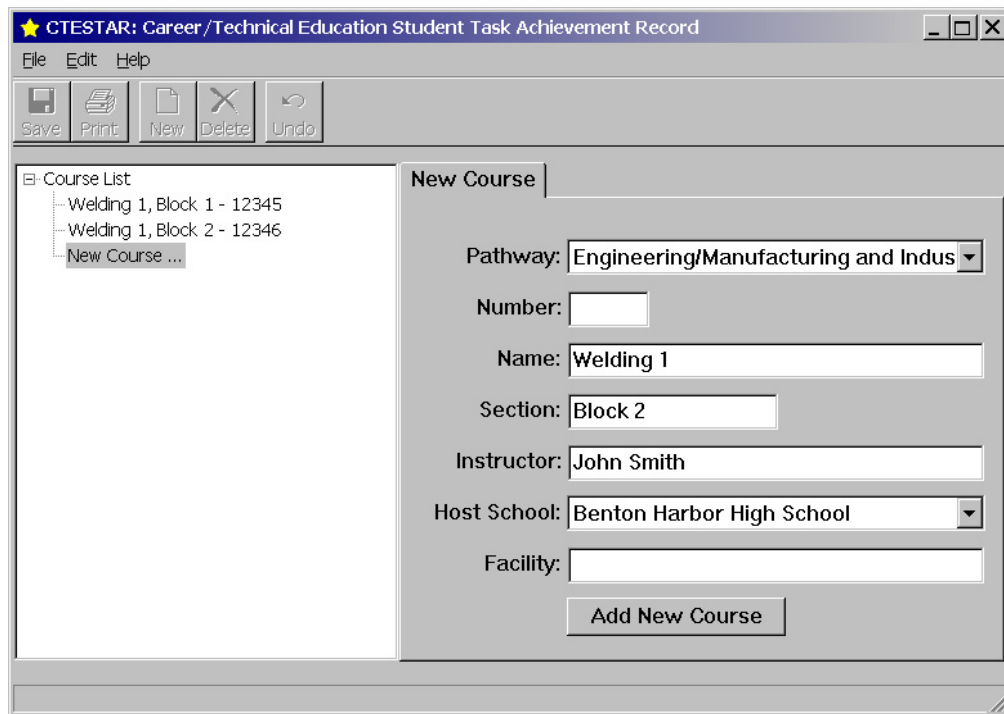 CTESTAR: Career/Technical Education Student Task Achievement Record
File Edit Help
Save Print New Delete Undo
Course List
Welding 1, Block 1 - 12345
Welding 1, Block 2 - 12346
New Course ...
New Course
Pathway: Engineering/Manufacturing and Indus
Number:
Name: Welding 1
Section: Block 2
Instructor: John Smith
Host School: Benton Harbor High School
Facility:
Add New Course